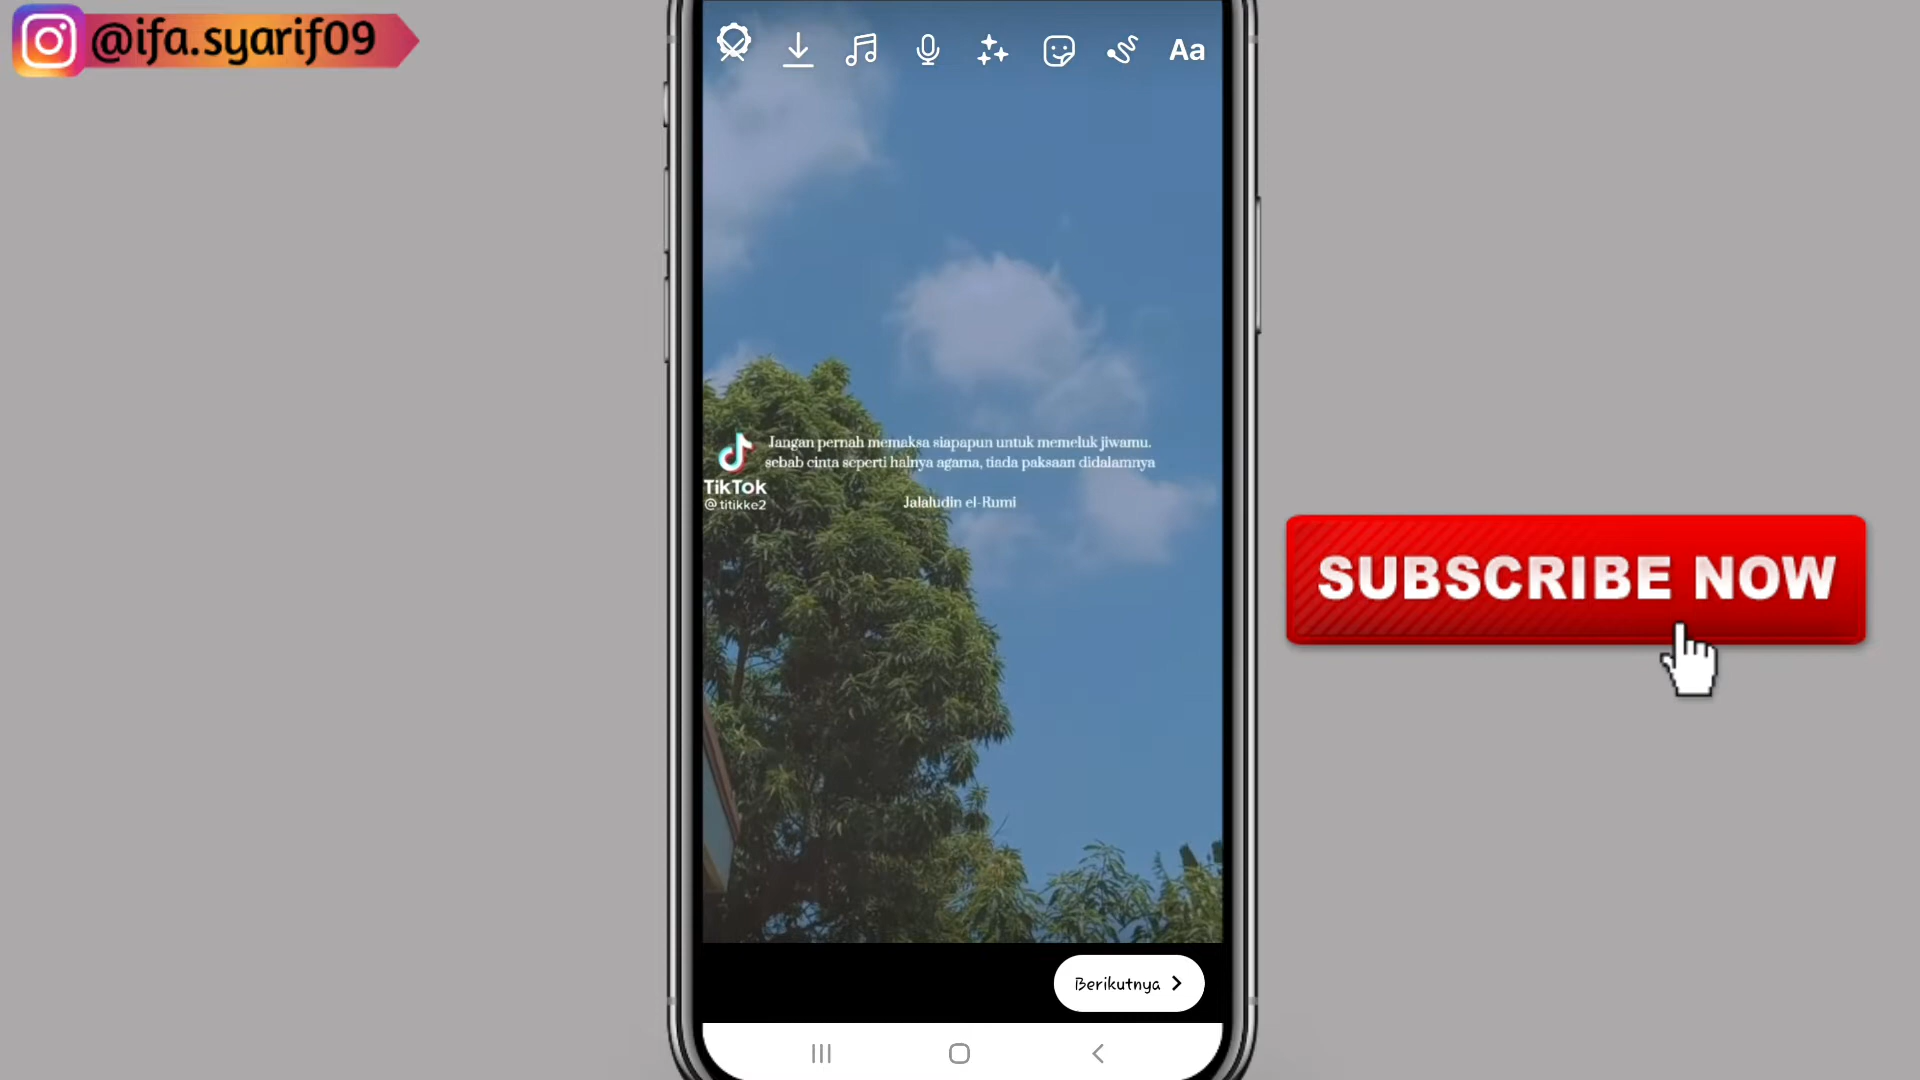 @ifa.syarif09
Aa
Jangan pernah memaksa siapapun untuk memeluk jiwamu.
sebab cinta seperti halnya agama, tiada paksaan didalamnya
Jalaludin el-Rumi
TikTok
@titikke2
SUBSCRIBE NOW
Berikutnya